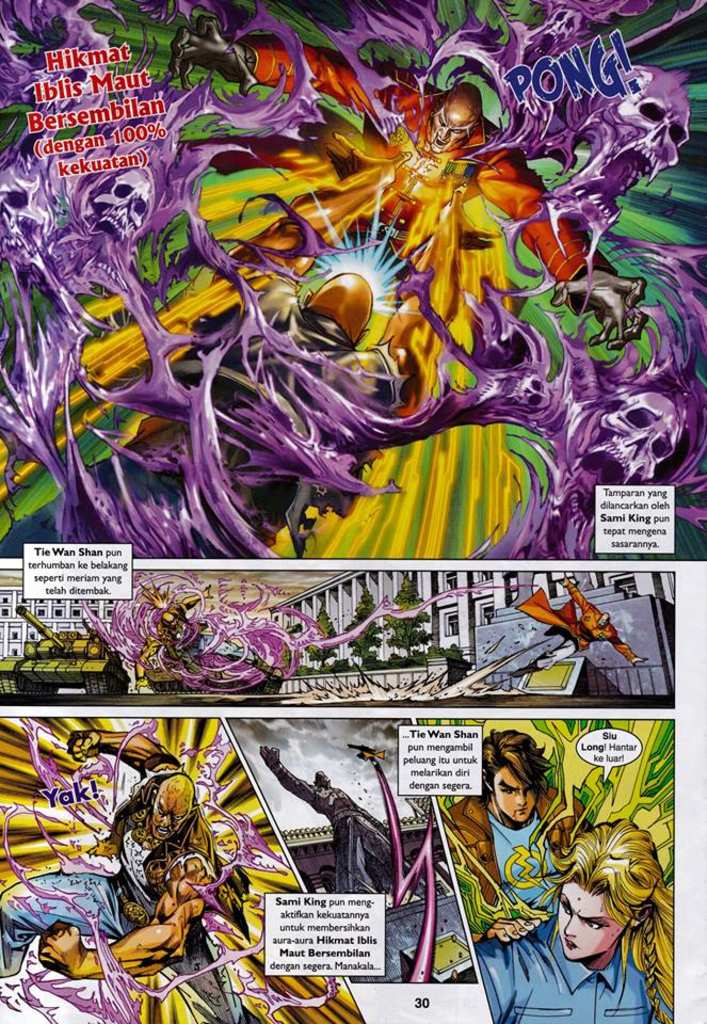 Hikmat
Iblis Maut
Bersembilan
(dengan 100%
kekuatan)
PONG!
Tamparan yang
dilancarkan oleh
Sami King pun
tepat mengena
sasarannya.
Tie Wan Shan pun
terhumban ke belakang
seperti meriam yang
telah ditembak.
Yak!
Sami King pun meng-
aktifkan kekuatannya
untuk membersihkan
aura-aura Hikmat Iblis
Maut Bersembilan
dengan segera. Manakala...
...Tie Wan Shan
pun mengambil
peluang itu untuk
melarikan diri
dengan segera.
Siu
Long! Hantar
ke luar!
30